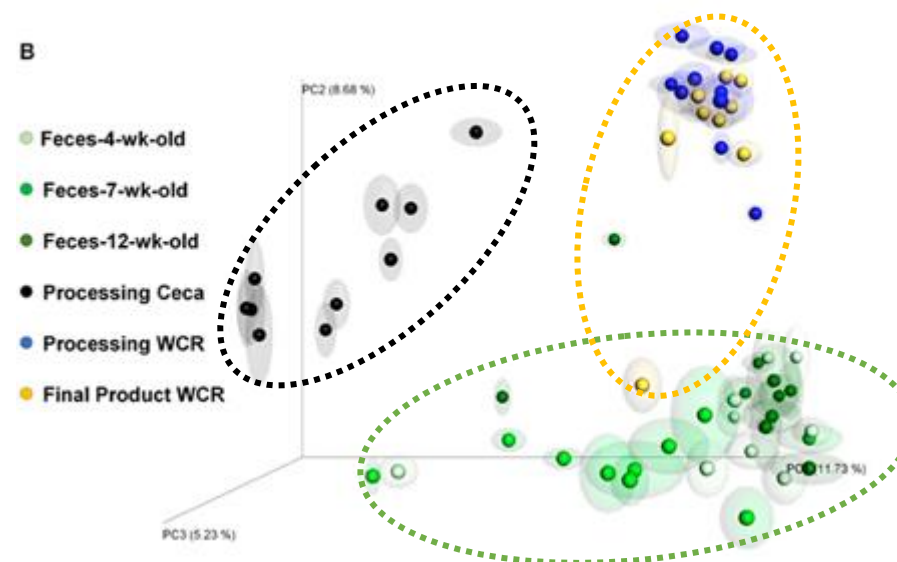 B
PC2 (8.68 %)
Feces-4-wk-old
Feces-7-wk-old
Feces-12-wk-old
Processing Ceca
Processing WCR
Final Product WCR
11.73 %)
PC3 (5.23 %)